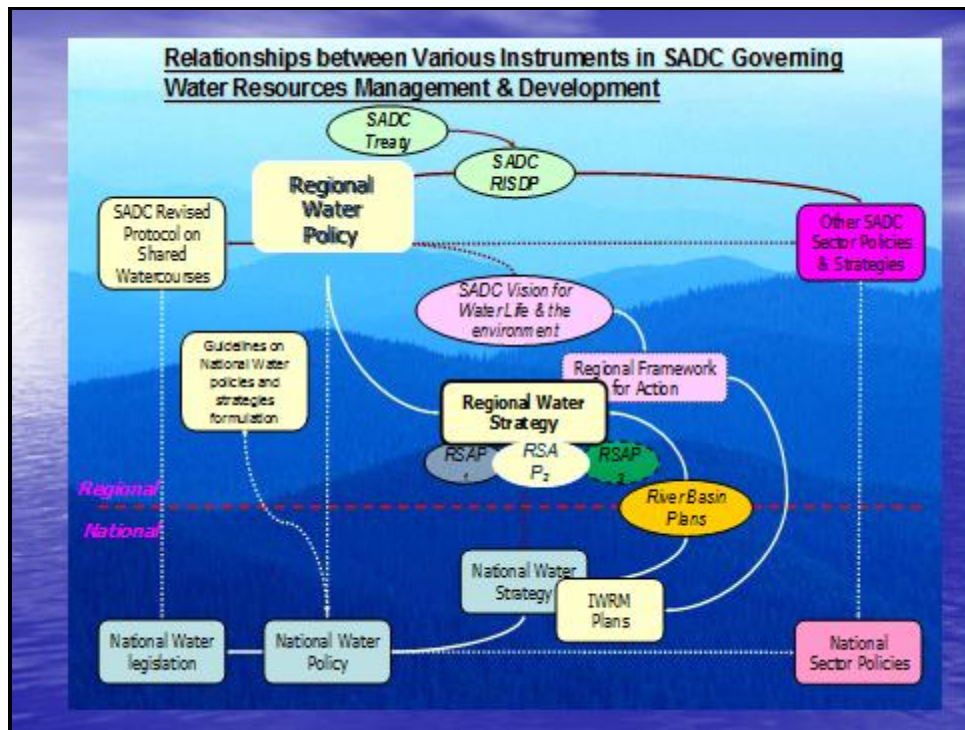 Relationships between Various Instruments in SADC Governing
Water Resources Management & Development
SADC
Treaty
SADC
RISDP
Regional
Water
Policy
SADC Revised
Protocol on
Shared
Watercourses
Other SADC
Sector Policies
& Strategies
SADC Vision for
Water Life & the
environment
Guidelines on
National Water
policies and
strategies
formulation
Regional Framework
for Action
Regional Water
Strategy
RSAP
1
RSA
P2
RSAP
Regional
National
River Basin
Plans
National Water
Strategy
IWRM
Plans
National Water
legislation
National Water
Policy
National
Sector Policies